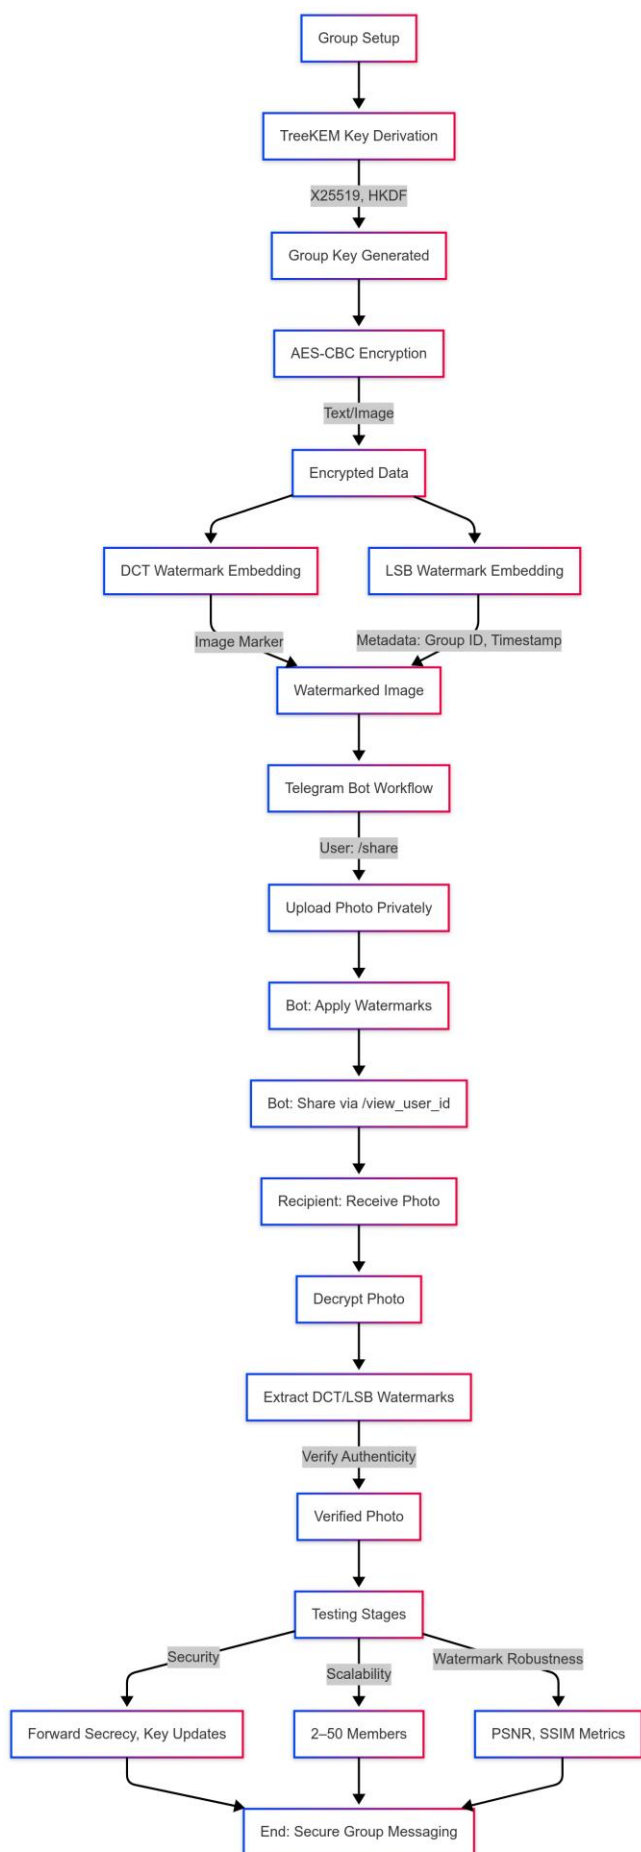 Group Setup
TreeKEM Key Derivation
X25519, HKDF
Group Key Generated
AES-CBC Encryption
Text/Image
Encrypted Data
DCT Watermark Embedding
LSB Watermark Embedding
Image Marker
Metadata: Group ID, Timestamp
Watermarked Image
Telegram Bot Workflow
User: /share
Upload Photo Privately
Bot: Apply Watermarks
Bot: Share via /view_user_id
Recipient: Receive Photo
Decrypt Photo
Extract DCT/LSB Watermarks
Verify Authenticity
Verified Photo
Testing Stages
Security
Scalability
Watermark Robustness
Forward Secrecy, Key Updates
2–50 Members
PSNR, SSIM Metrics
End: Secure Group Messaging